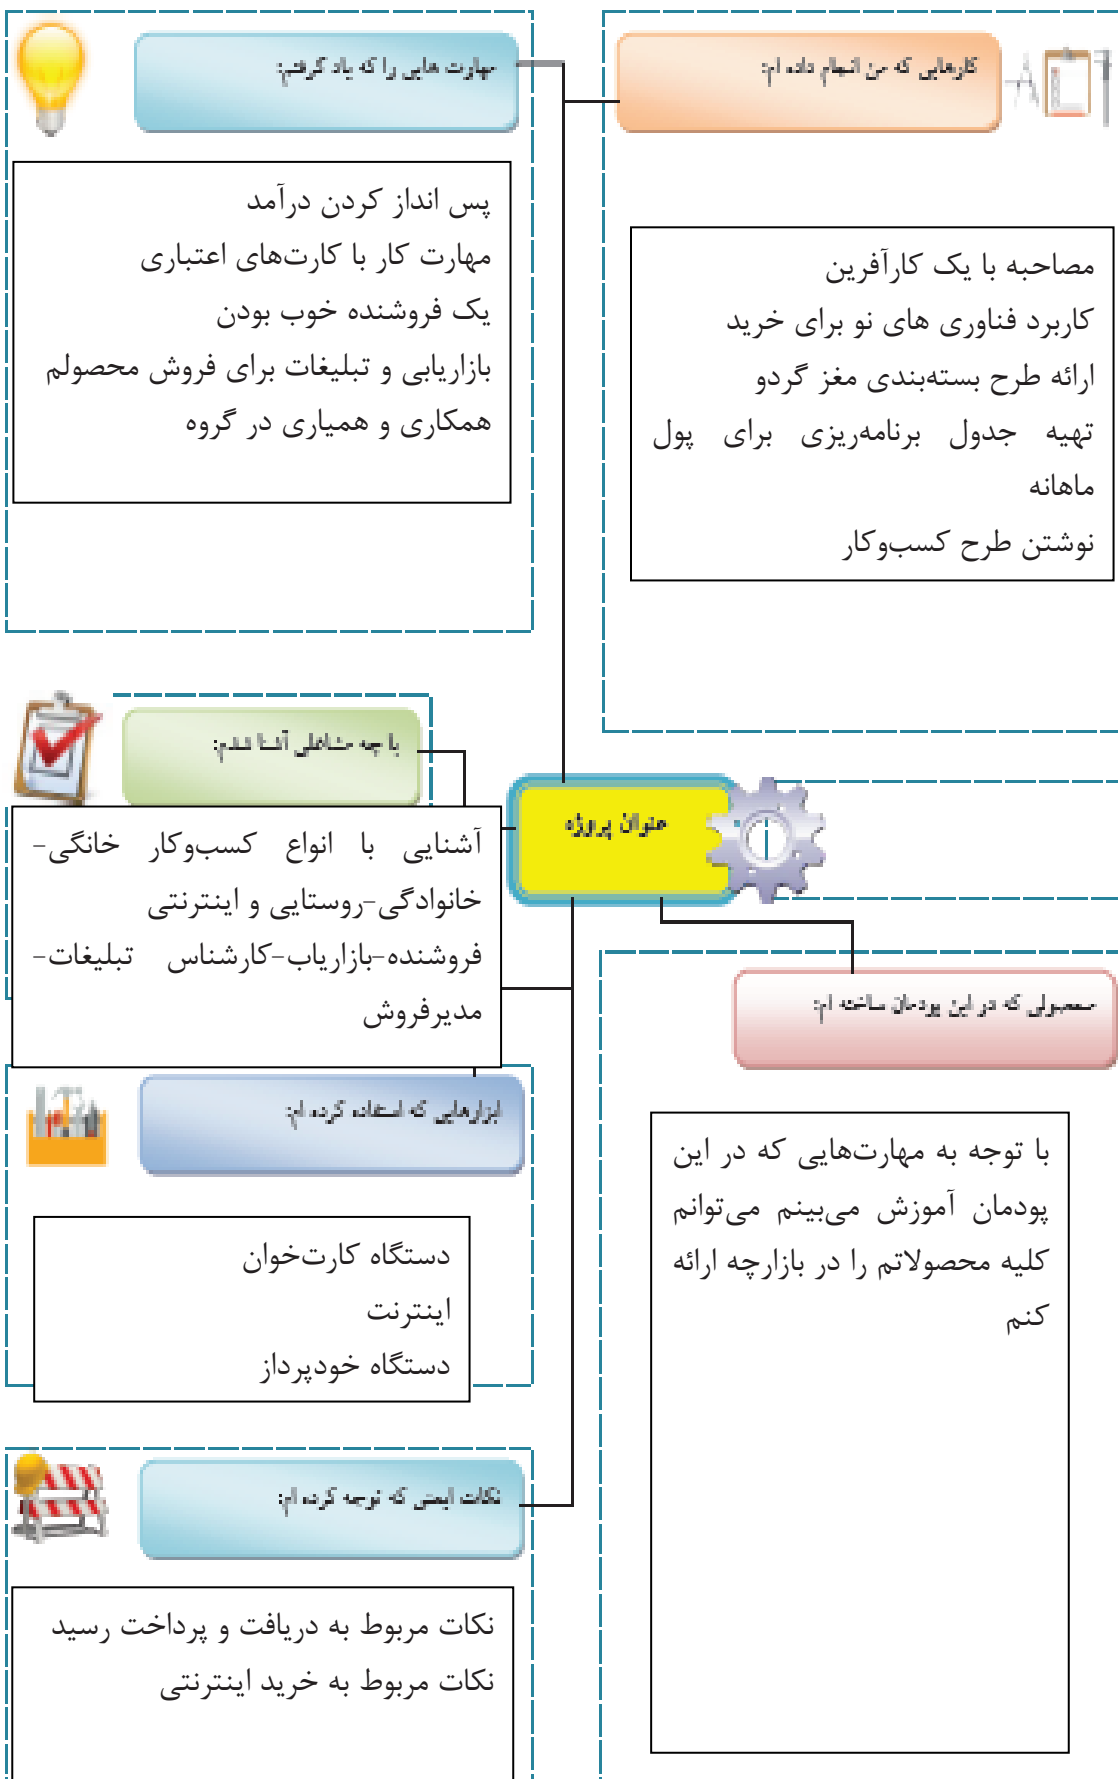 کارهایی که من انجام داده ام:
مصاحبه با یک کارآفرین
کاربرد فناوری های نو برای خرید
ارائه طرح بسته‌بندی مغز گردو
تهیه جدول برنامه‌ریزی برای پول
ماهانه
نوشتن طرح کسب‌وکار
مهارت هایی را که یاد گرفتم:
پس انداز کردن درآمد
مهارت کار با کارت‌های اعتباری
یک فروشنده خوب بودن
بازاریابی و تبلیغات برای فروش محصولم
همکاری و همیاری در گروه
عنوان پروژه
با چه مشاغلی آشنا شدم:
آشنایی با انواع کسب‌وکار خانگی-
خانوادگی-روستایی و اینترنتی
فروشنده-بازاریاب-کارشناس تبلیغات-
مدیرفروش
محصولی که در این پودمان ساخته ام:
با توجه به مهارت‌هایی که در این
پودمان آموزش می‌بینم می‌توانم
کلیه محصولاتم را در بازارچه ارائه
کنم
ابزارهایی که استفاده کرده ام:
دستگاه کارت‌خوان
اینترنت
دستگاه خودپرداز
نکات ایمنی که توجه کرده ام:
نکات مربوط به دریافت و پرداخت رسید
نکات مربوط به خرید اینترنتی